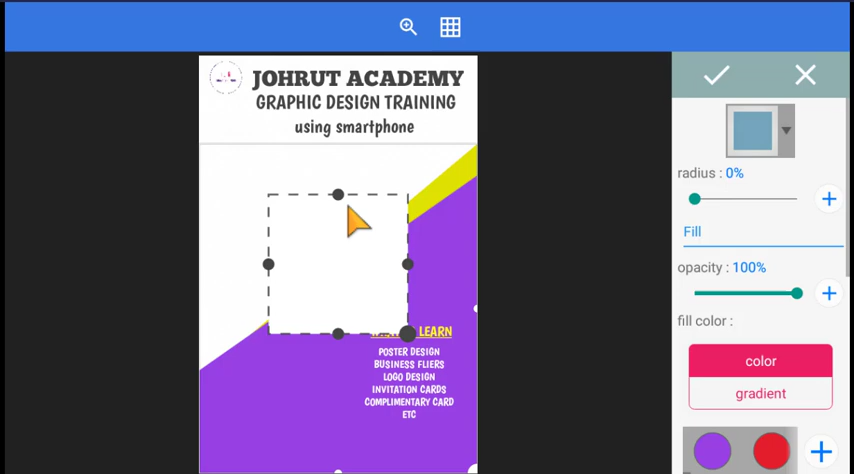 JOHRUT ACADEMY
GRAPHIC DESIGN TRAINING
using smartphone
LEARN
POSTER DESIGN
BUSINESS FLIERS
LOGO DESIGN
INVITATION CARDS
COMPLIMENTARY CARD
ETC
radius : 0%
Fill
opacity : 100%
fill color :
color
gradient